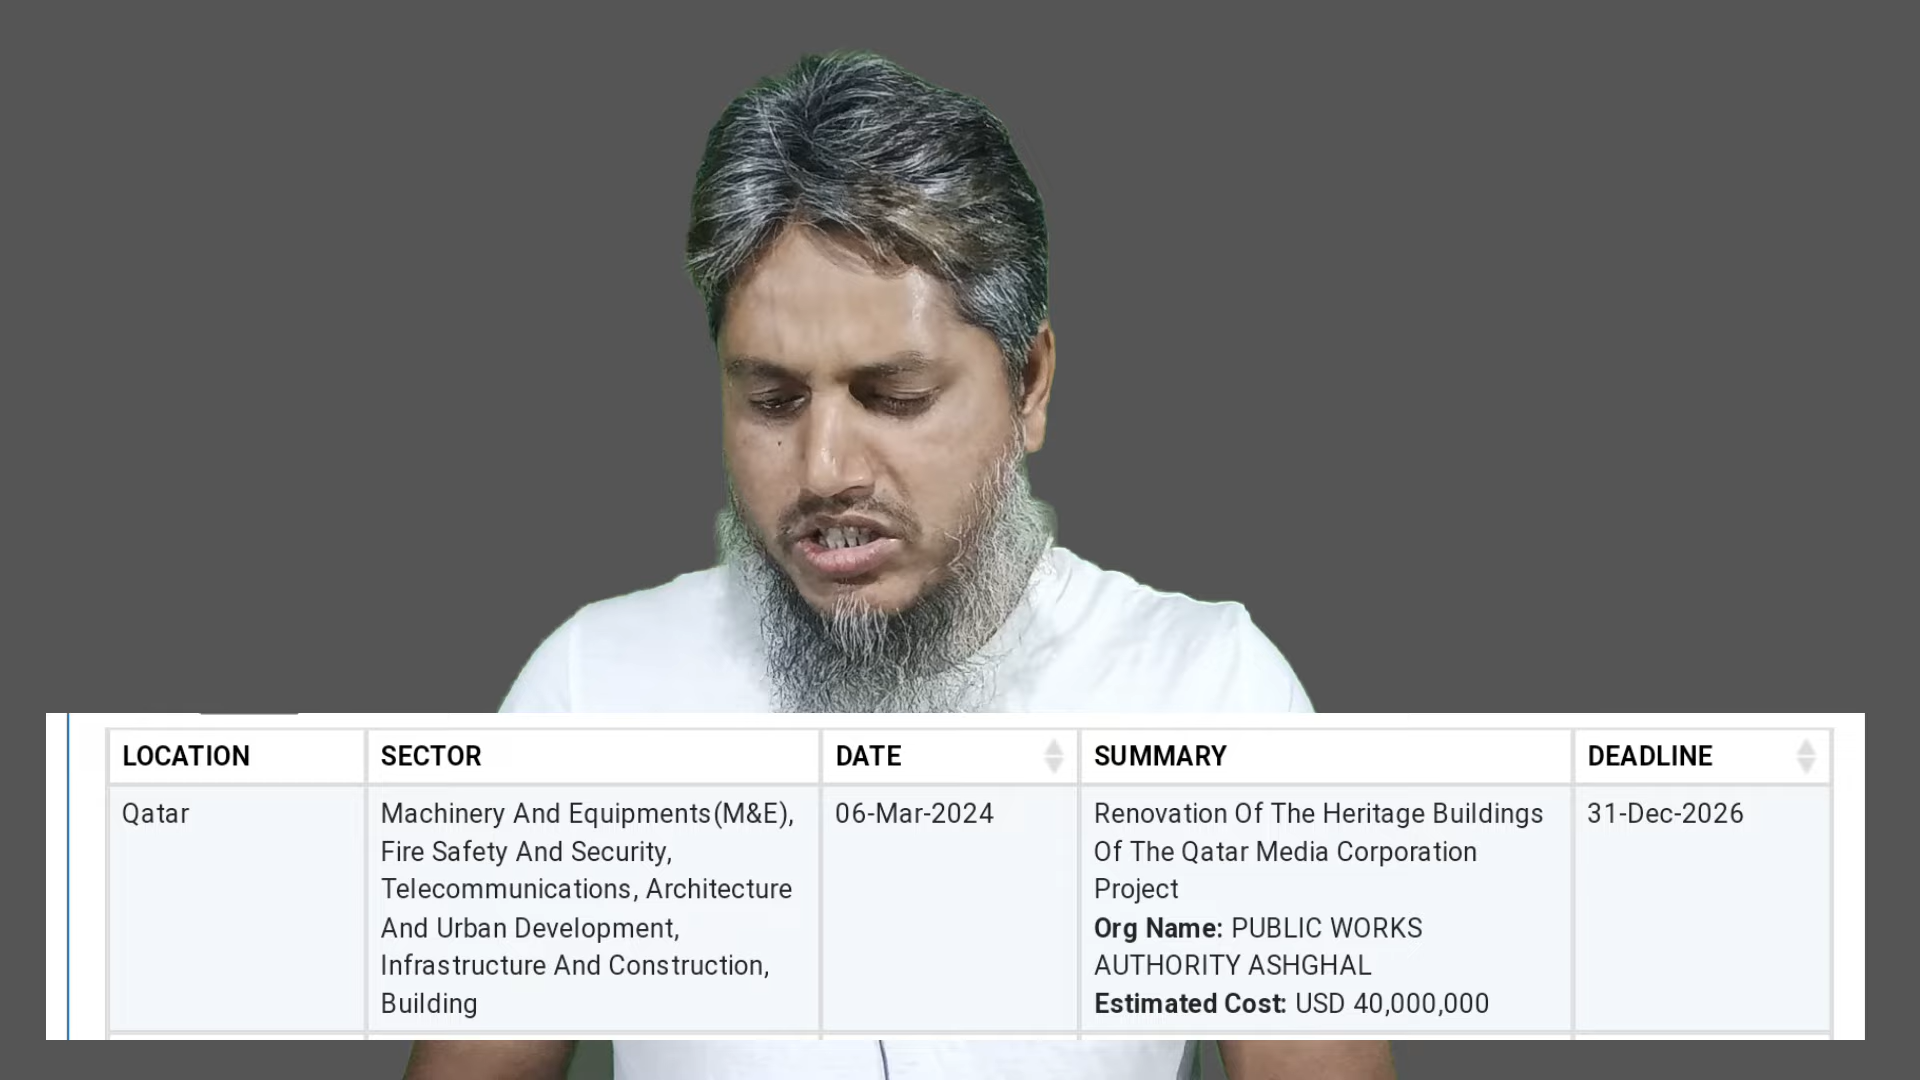 LOCATION SECTOR DATE SUMMARY DEADLINE
Qatar
Machinery And Equipments(M&E),
Fire Safety And Security,
Telecommunications, Architecture
And Urban Development,
Infrastructure And Construction,
Building
06-Mar-2024
Renovation Of The Heritage Buildings
Of The Qatar Media Corporation
Project
Org Name: PUBLIC WORKS
AUTHORITY ASHGHAL
Estimated Cost: USD 40,000,000
31-Dec-2026